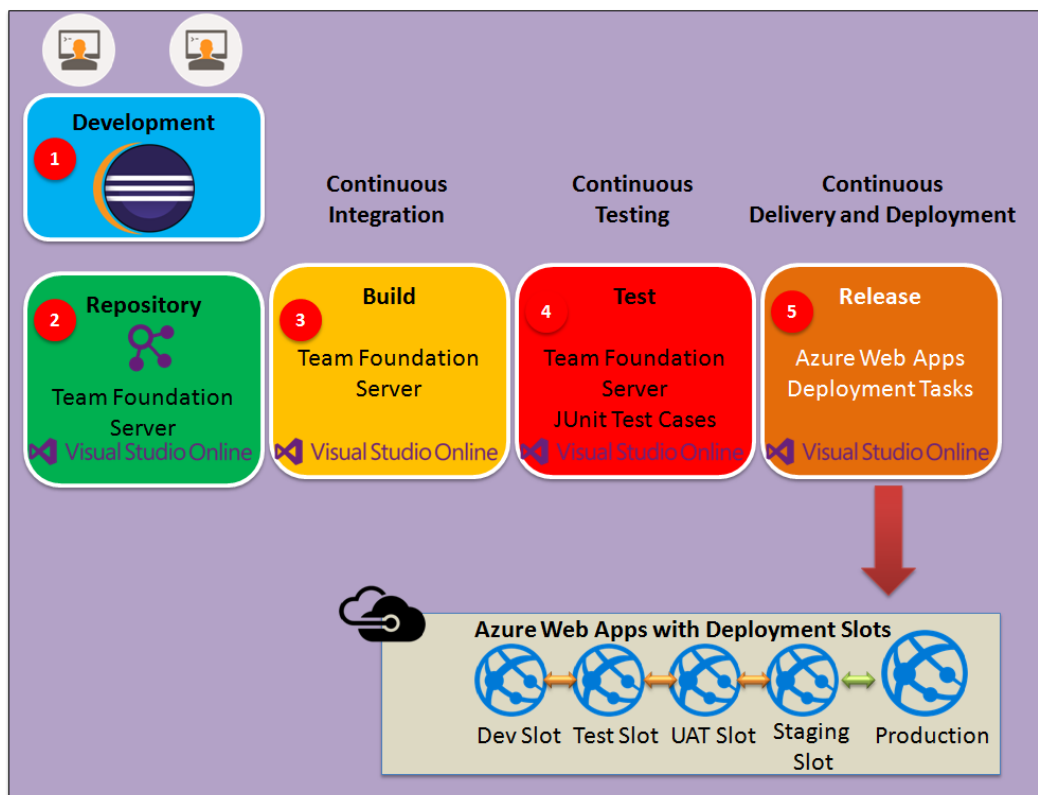 Development
1
Continuous
Integration
Continuous
Testing
Continuous
Delivery and Deployment
Repository
2
Team Foundation
Server
Visual Studio Online
Build
3
Team Foundation
Server
Visual Studio Online
Test
4
Team Foundation
Server
JUnit Test Cases
Visual Studio Online
Release
5
Azure Web Apps
Deployment Tasks
Visual Studio Online
Azure Web Apps with Deployment Slots
Dev Slot
Test Slot
UAT Slot
Staging
Slot
Production